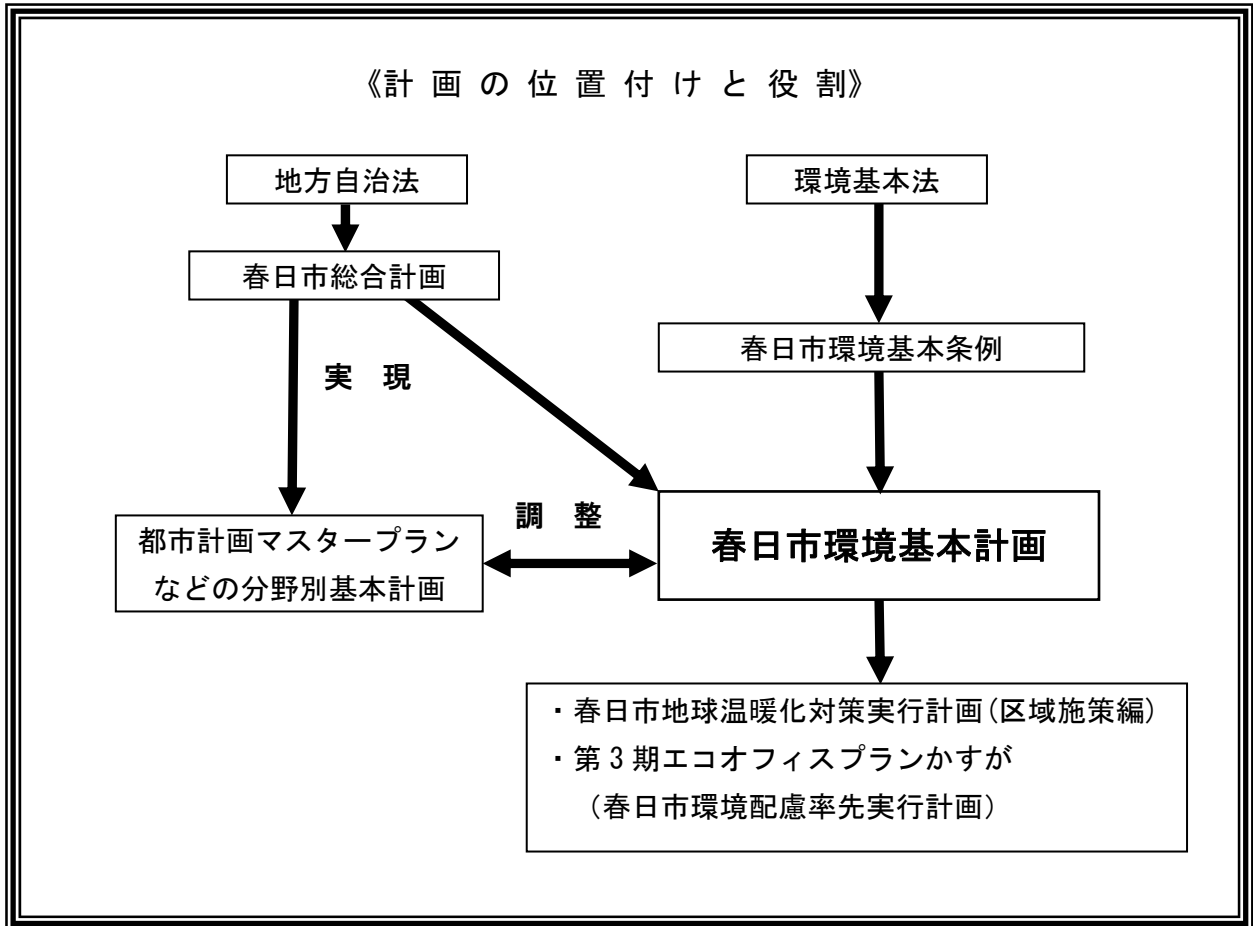 《計画の位置付けと役割》
地方自治法
環境基本法
春日市総合計画
春日市環境基本条例
実 現
調 整
都市計画マスタープラン
などの分野別基本計画
春日市環境基本計画
・春日市地球温暖化対策実行計画(区域施策編)
・第3期エコオフィスプランかすが
(春日市環境配慮率先実行計画)